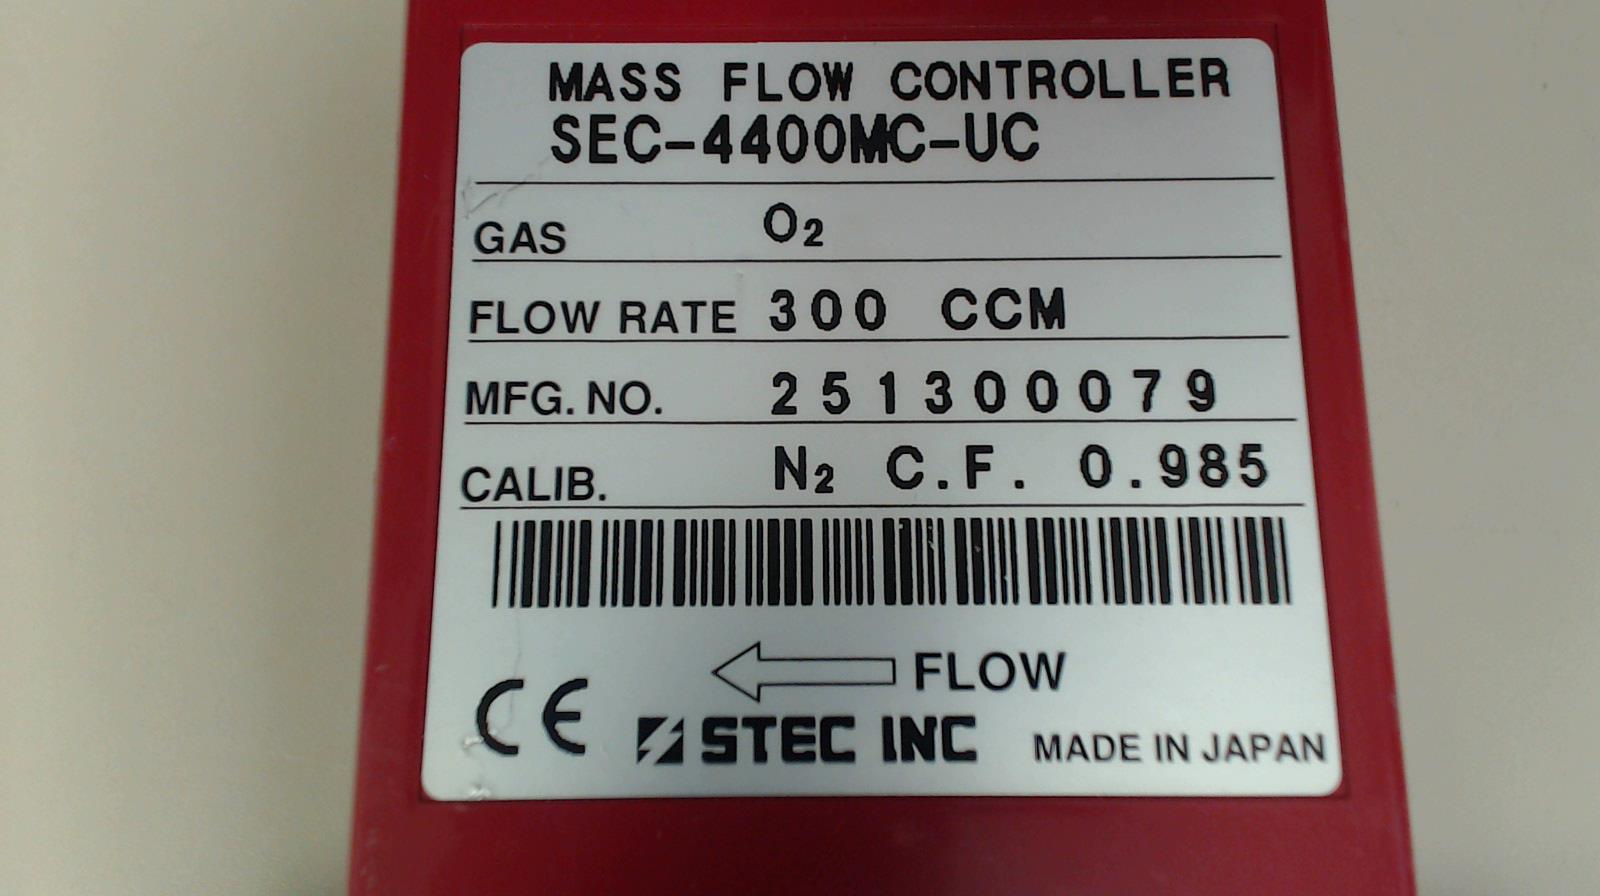 MASS FLOW CONTROLLER
SEC-4400MC-UC
GAS O₂
FLOW RATE 300 CCM
MFG. NO. 251300079
CALIB. N₂ C.F. 0.985
FLOW
CE STEC INC MADE IN JAPAN